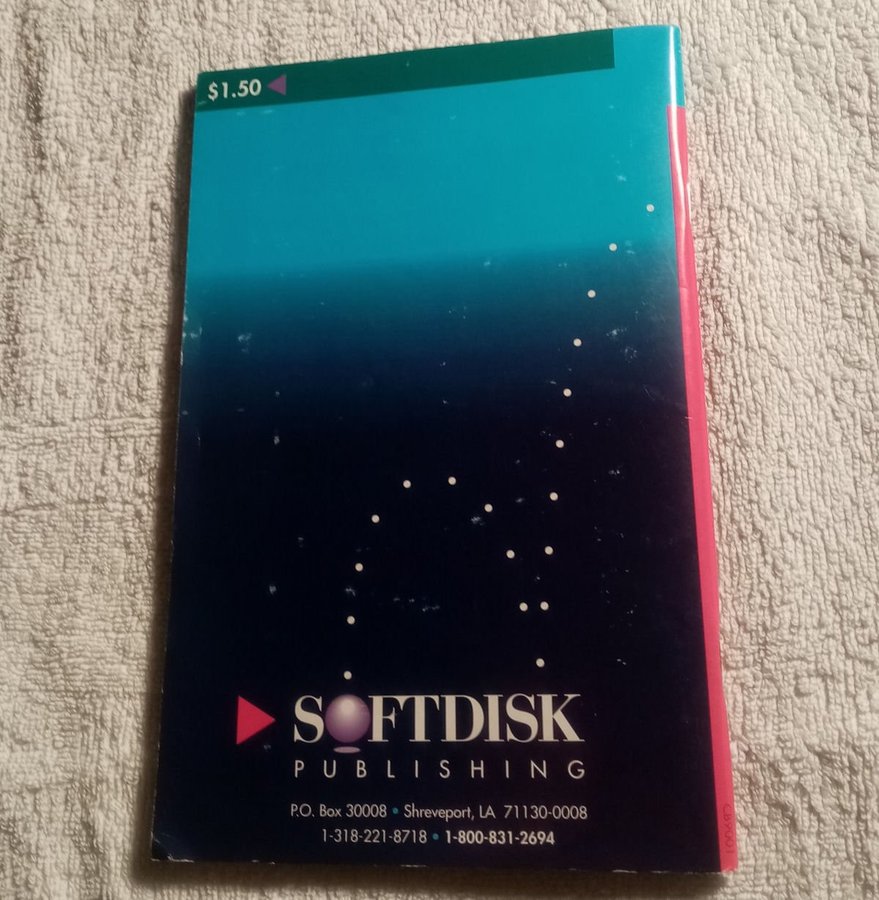 $1.50
SOFTDISK
PUBLISHING
P.O. Box 30008 • Shreveport, LA 71130-0008
1-318-221-8718 • 1-800-831-2694